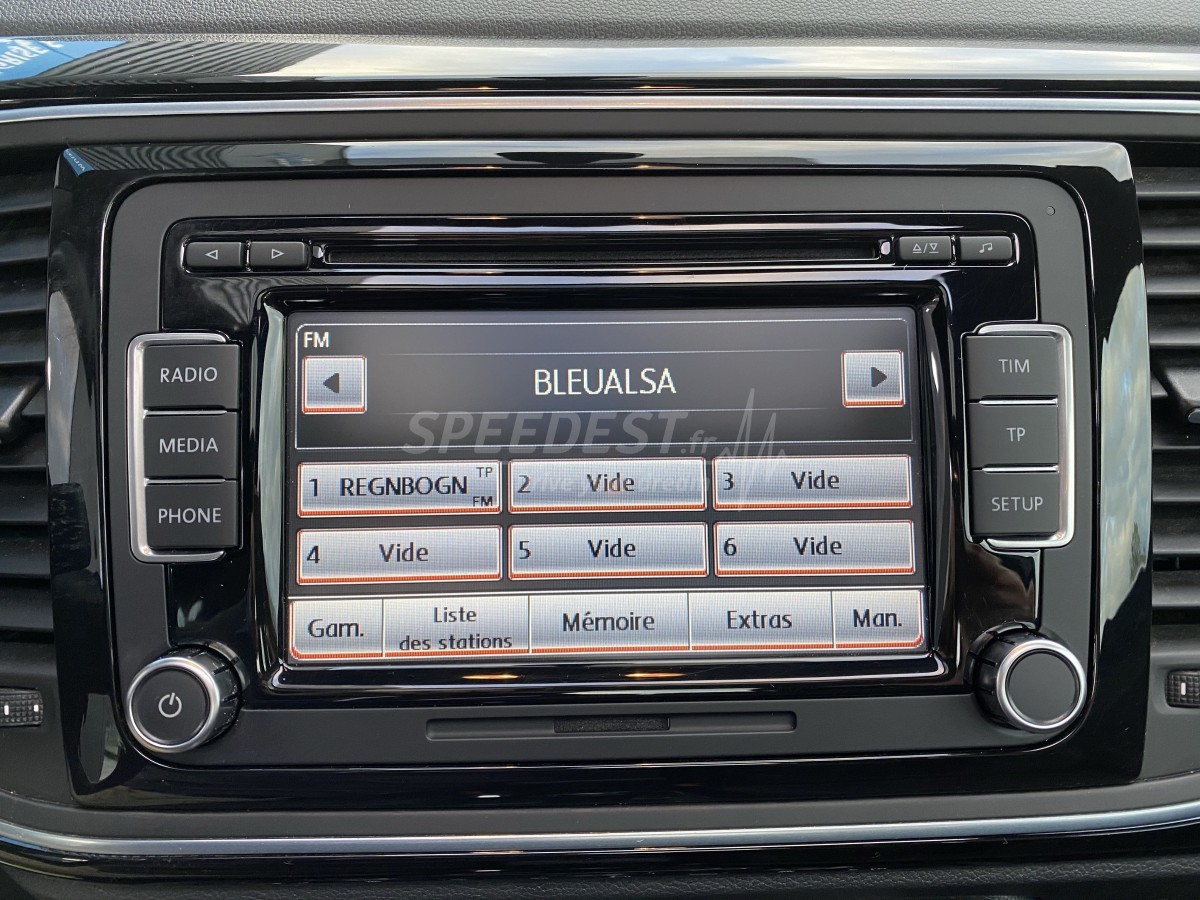 FM
BLEUALSA
SPEEDEST.fr
1 REGNBOGN TP FM
2 Vide
3 Vide
4 Vide
5 Vide
6 Vide
Gam.
Liste
des stations
Mémoire
Extras
Man.
RADIO
MEDIA
PHONE
TIM
TP
SETUP